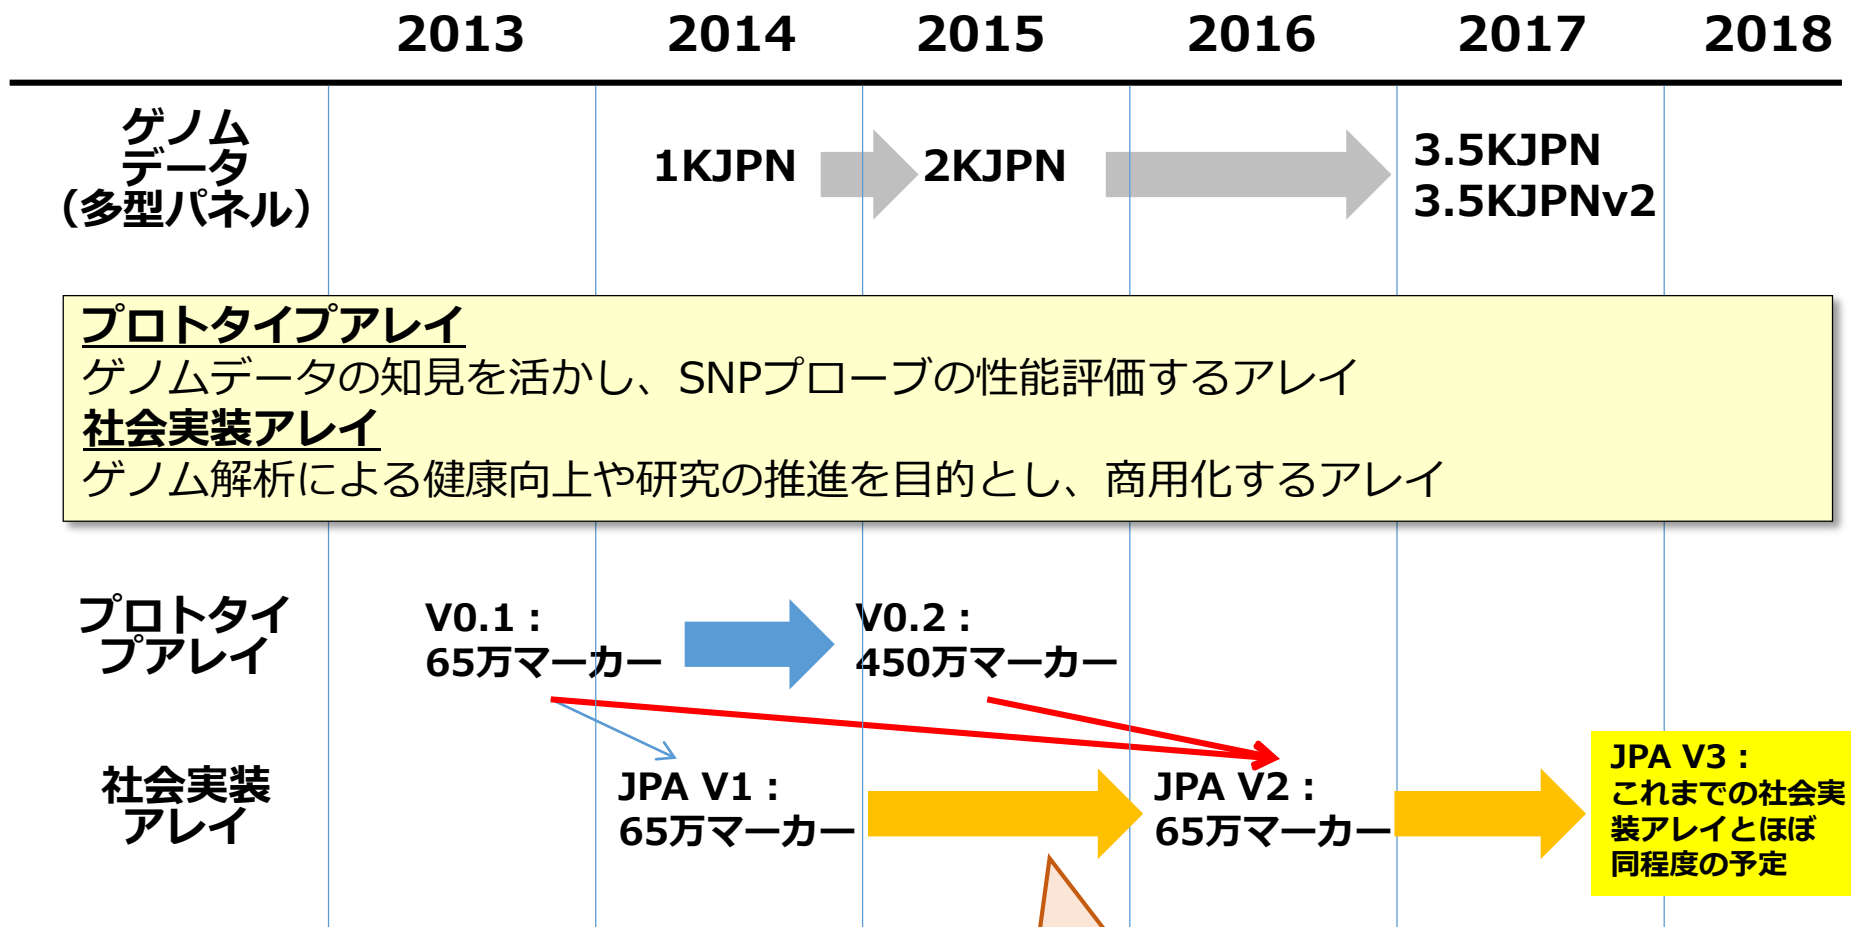 2013 2014 2015 2016 2017 2018
ゲノム
データ
（多型パネル）
1KJPN
2KJPN
3.5KJPN
3.5KJPNv2
プロトタイプアレイ
ゲノムデータの知見を活かし、SNPプローブの性能評価するアレイ
社会実装アレイ
ゲノム解析による健康向上や研究の推進を目的とし、商用化するアレイ
プロトタイ
プアレイ
V0.1：
65万マーカー
V0.2：
450万マーカー
社会実装
アレイ
JPA V1：
65万マーカー
JPA V2：
65万マーカー
JPA V3：
これまでの社会実
装アレイとほぼ
同程度の予定